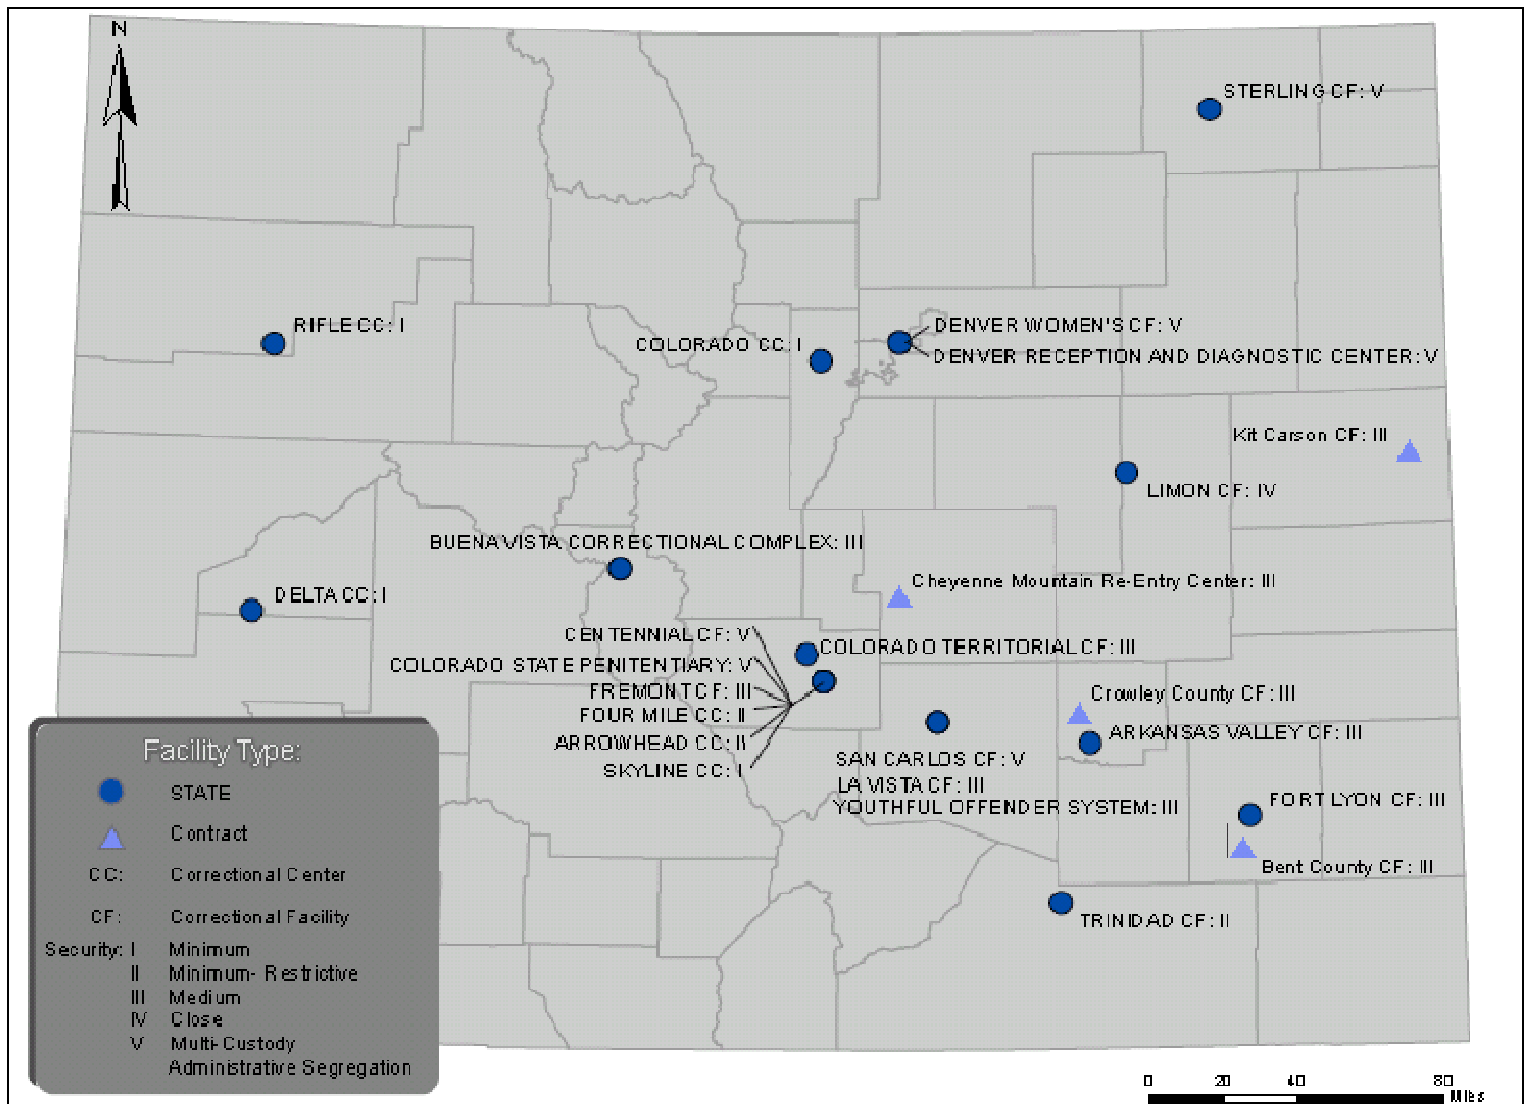 N
STERLING CF: V
RIFLE CC: I
COLORADO CC: I
DENVER WOMEN'S CF: V
DENVER RECEPTION AND DIAGNOSTIC CENTER: V
Kit Carson CF: III
LIMON CF: IV
BUENA VISTA CORRECTIONAL COMPLEX: III
Cheyenne Mountain Re-Entry Center: III
DELTA CC: I
CENTENNIAL CF: V
COLORADO TERRITORIAL CF: III
COLORADO STATE PENITENTIARY: V
FREMONT CF: III
FOUR MILE CC: II
ARROWHEAD CC: II
SKYLINE CC: I
Crowley County CF: III
ARKANSAS VALLEY CF: III
SAN CARLOS CF: V
LA VISTA CF: III
YOUTHFUL OFFENDER SYSTEM: III
FORT LYON CF: III
Bent County CF: III
TRINIDAD CF: II
Facility Type:
STATE
Contract
CC: Correctional Center
CF: Correctional Facility
Security: I Minimum
II Minimum- Restrictive
III Medium
IV Close
V Multi-Custody
Administrative Segregation
0 20 40 80
Miles